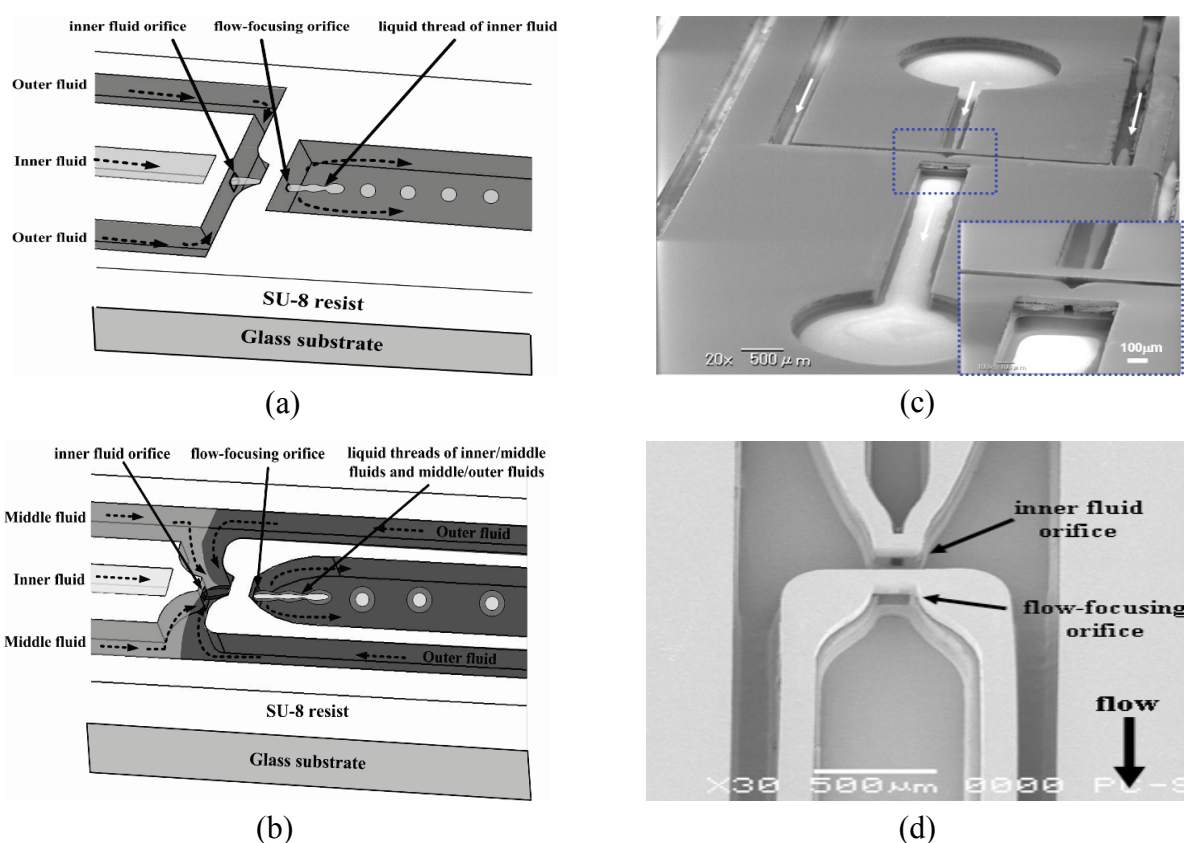 inner fluid orifice
flow-focusing orifice
liquid thread of inner fluid
Outer fluid
Inner fluid
Outer fluid
SU-8 resist
Glass substrate
(a)
20x 500 μm
100μm
(c)
inner fluid orifice
flow-focusing orifice
liquid threads of inner/middle
fluids and middle/outer fluids
Middle fluid
Outer fluid
Inner fluid
Middle fluid
Outer fluid
SU-8 resist
Glass substrate
(b)
inner fluid
orifice
flow-focusing
orifice
flow
X30 500μm 0000 PC-S
(d)